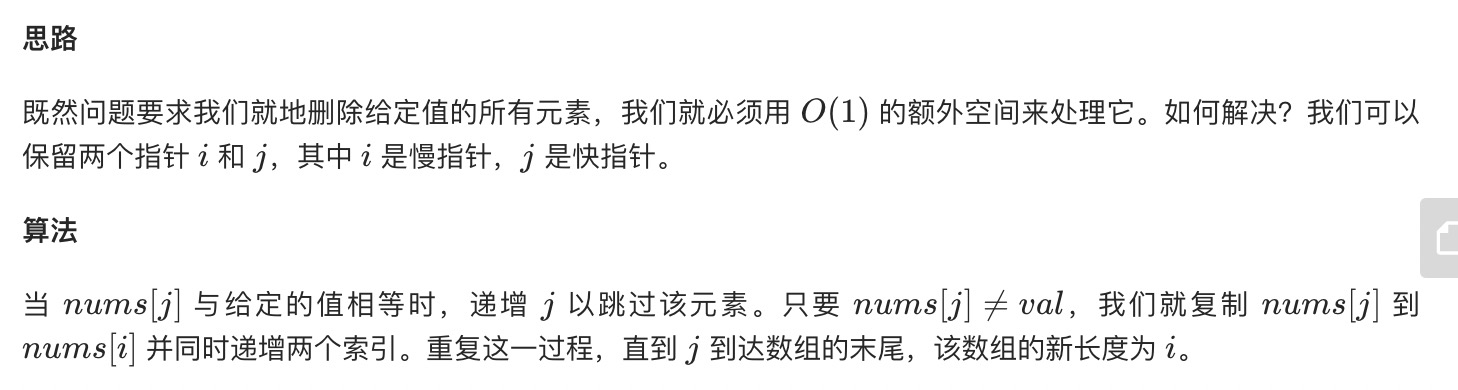 思路
既然问题要求我们就地删除给定值的所有元素，我们就必须用 O(1) 的额外空间来处理它。如何解决？我们可以
保留两个指针 i 和 j，其中 i 是慢指针，j 是快指针。
算法
当 nums[j] 与给定的值相等时，递增 j 以跳过该元素。只要 nums[j] ≠ val，我们就复制 nums[j] 到
nums[i] 并同时递增两个索引。重复这一过程，直到 j 到达数组的末尾，该数组的新长度为 i。